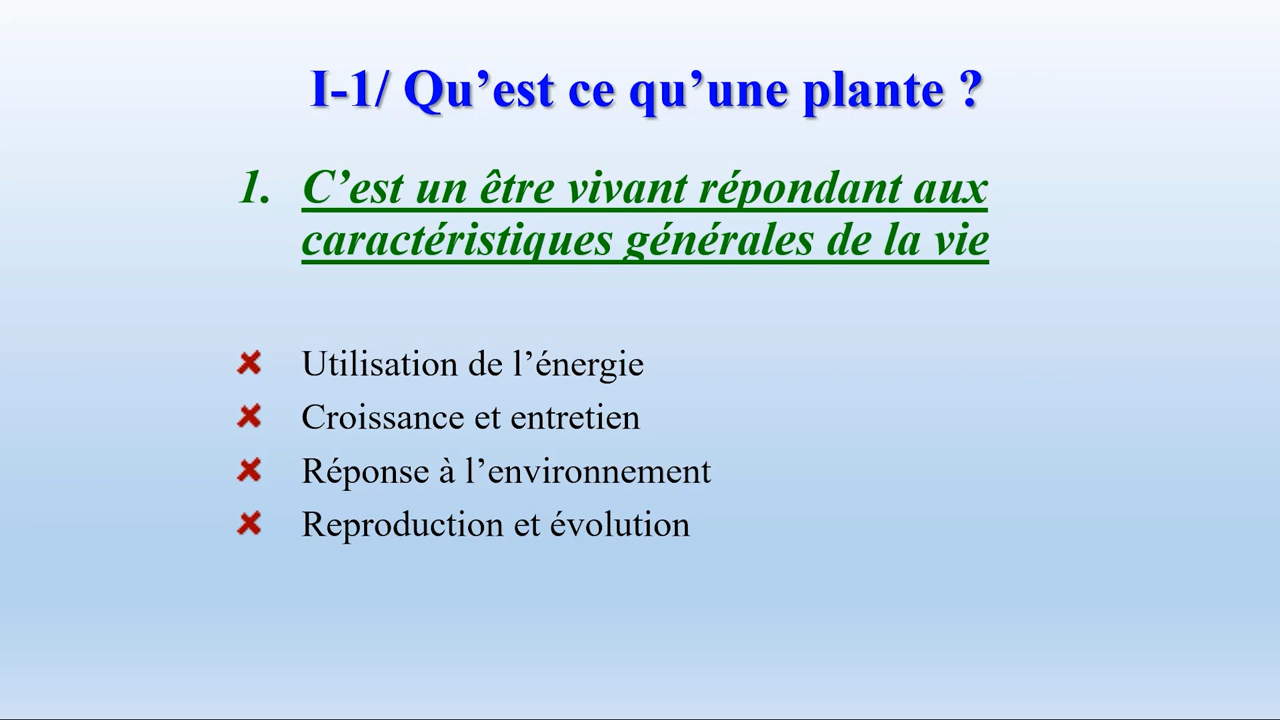 I-1/ Qu’est ce qu’une plante ?
1. C’est un être vivant répondant aux
caractéristiques générales de la vie
✘ Utilisation de l’énergie
✘ Croissance et entretien
✘ Réponse à l’environnement
✘ Reproduction et évolution